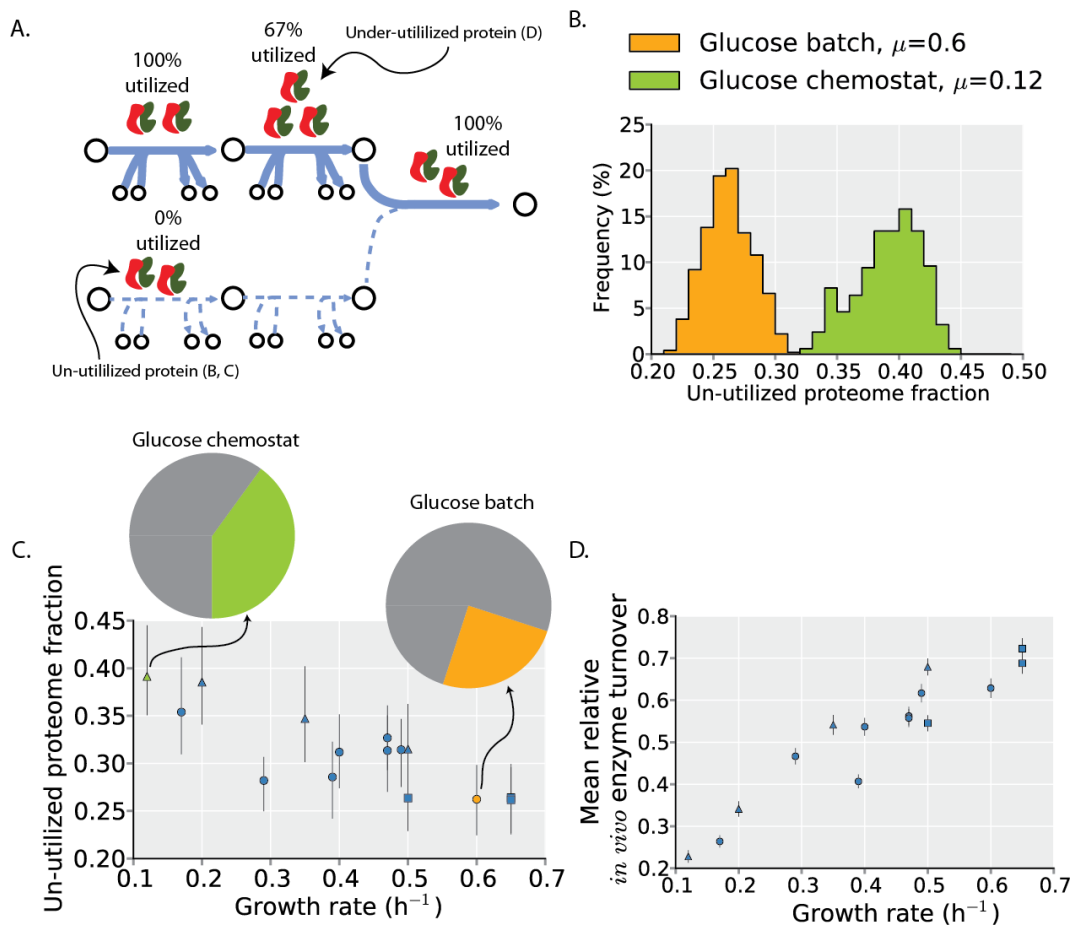 A.
100%
utilized
67%
utilized
Under-utililized protein (D)
100%
utilized
0%
utilized
Un-utililized protein (B, C)
B.
Glucose batch, μ=0.6
Glucose chemostat, μ=0.12
25
20
15
10
5
0
Frequency (%)
0.20 0.25 0.30 0.35 0.40 0.45 0.50
Un-utilized proteome fraction
Glucose chemostat
Glucose batch
C.
Un-utilized proteome fraction
0.45
0.40
0.35
0.30
0.25
0.20
0.1 0.2 0.3 0.4 0.5 0.6 0.7
Growth rate (h⁻¹)
D.
Mean relative
in vivo enzyme turnover
0.8
0.7
0.6
0.5
0.4
0.3
0.2
0.1 0.2 0.3 0.4 0.5 0.6 0.7
Growth rate (h⁻¹)